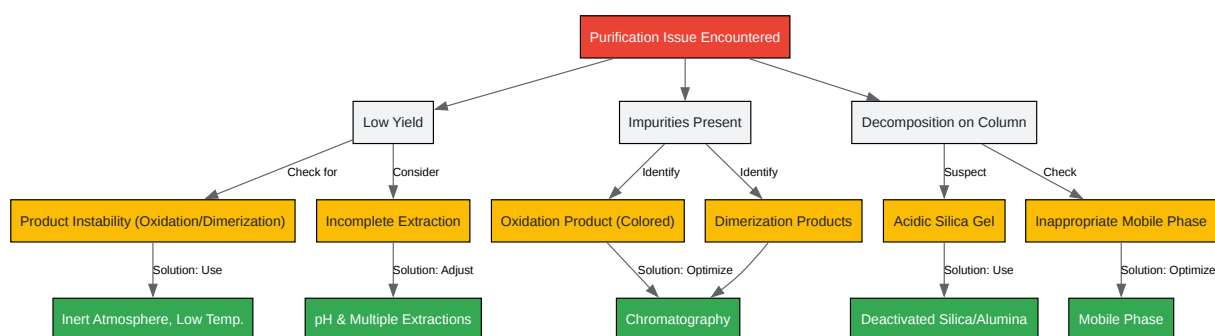 Purification Issue Encountered
Low Yield
Impurities Present
Decomposition on Column
Check for
Consider
Identify
Identify
Suspect
Check
Product Instability (Oxidation/Dimerization)
Incomplete Extraction
Oxidation Product (Colored)
Dimerization Products
Acidic Silica Gel
Inappropriate Mobile Phase
Solution: Use
Solution: Adjust
Solution: Optimize
Solution: Use
Solution: Optimize
Inert Atmosphere, Low Temp.
pH & Multiple Extractions
Chromatography
Deactivated Silica/Alumina
Mobile Phase